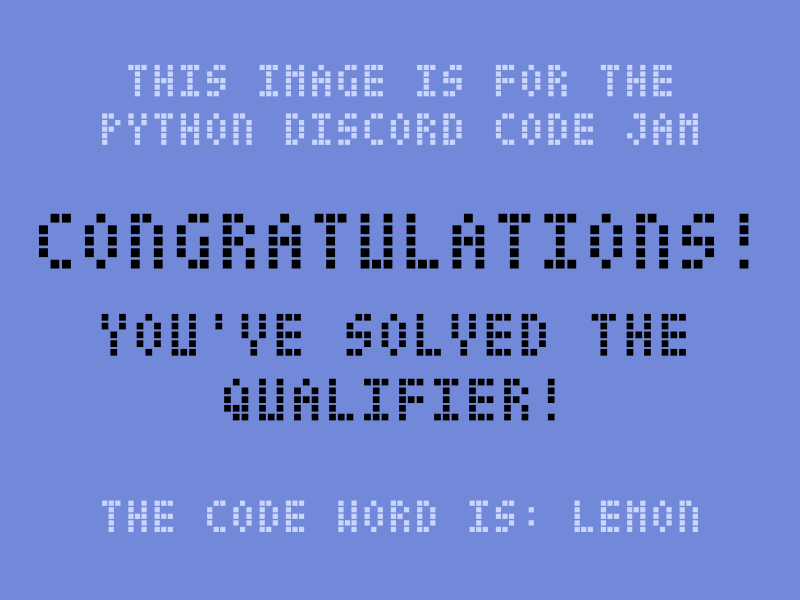 THIS IMAGE IS FOR THE
PYTHON DISCORD CODE JAM
CONGRATULATIONS!
YOU'VE SOLVED THE
QUALIFIER!
THE CODE WORD IS: LEMON